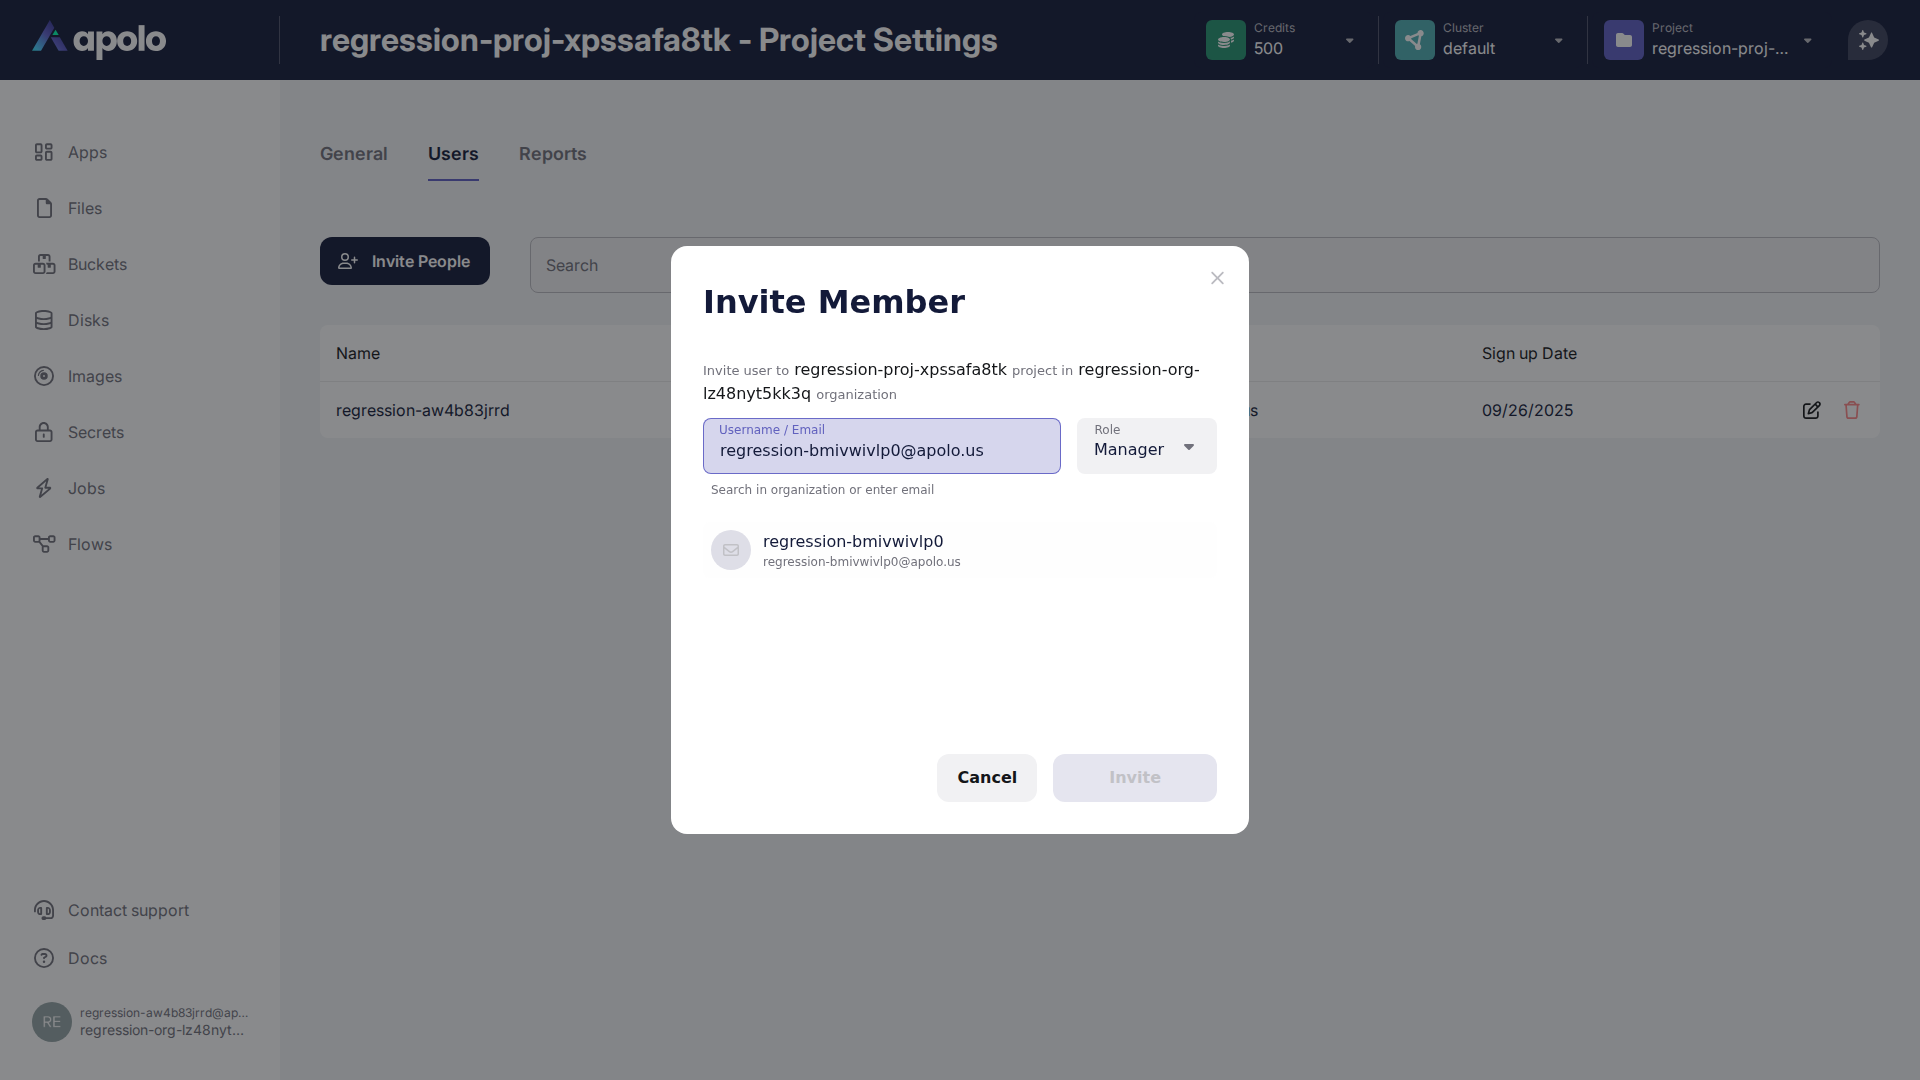 apolo
regression-proj-xpssafa8tk - Project Settings
Credits
500
Cluster
default
Project
regression-proj-...
Apps
Files
Buckets
Disks
Images
Secrets
Jobs
Flows
Contact support
Docs
RE
regression-aw4b83jrrd@ap...
regression-org-lz48nyt...
General Users Reports
Invite People
Search
Name
Sign up Date
regression-aw4b83jrrd
s
09/26/2025
Invite Member
Invite user to regression-proj-xpssafa8tk project in regression-org-
lz48nyt5kk3q organization
Username / Email
regression-bmivwivlp0@apolo.us
Role
Manager
Search in organization or enter email
regression-bmivwivlp0
regression-bmivwivlp0@apolo.us
Cancel
Invite